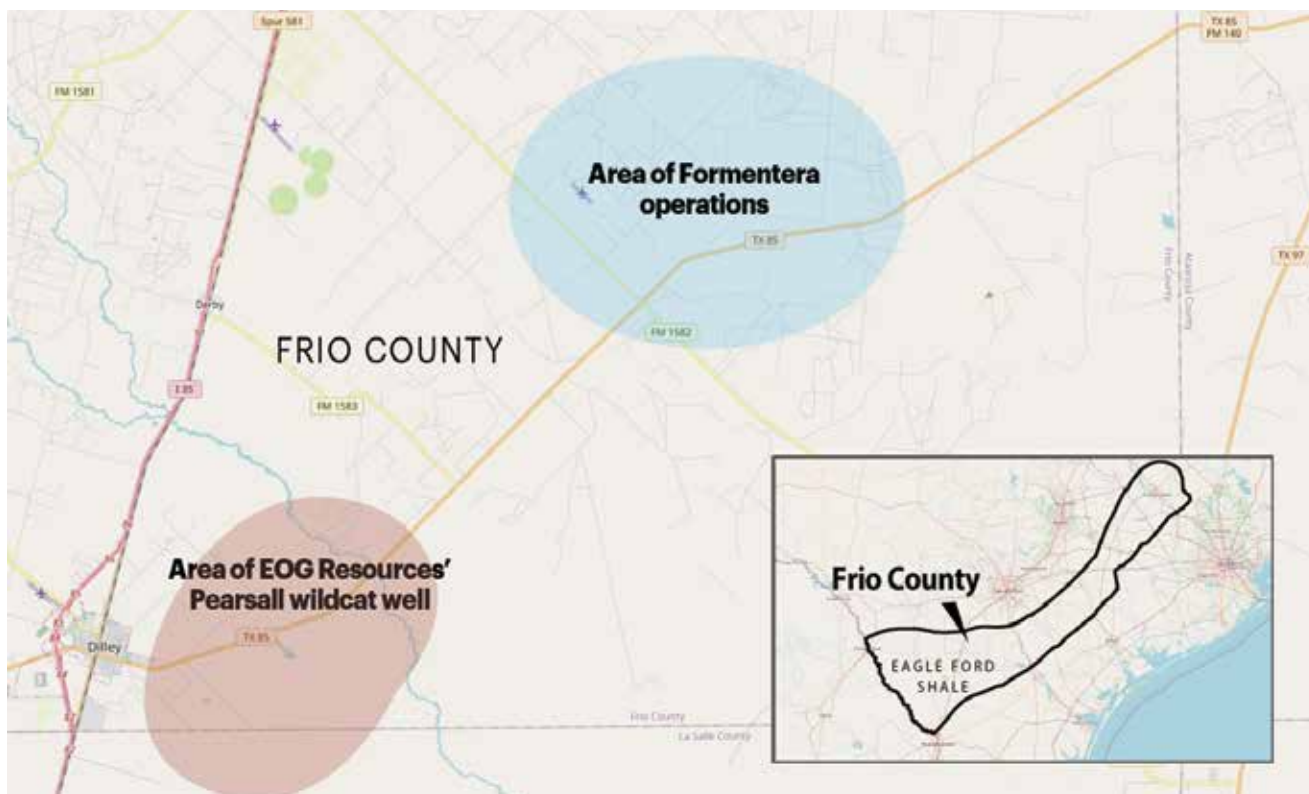 Spur 581
TX 85
FM 140
FM 1581
Area of Formentera
operations
TX 85
TX 97
Frio County
Atascosa County
Derby
FM 1582
FRIO COUNTY
I 35
FM 1583
Area of EOG Resources'
Pearsall wildcat well
TX 85
Dilley
Frio County
La Salle County
Frio County
EAGLE FORD
SHALE